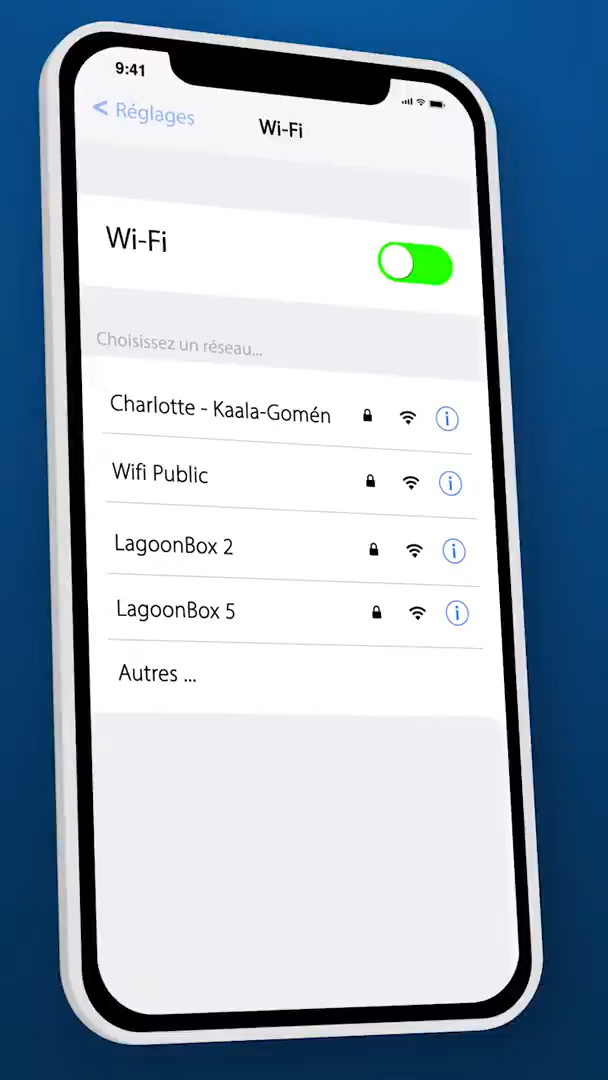 9:41
< Réglages
Wi-Fi
Wi-Fi
Choisissez un réseau...
Charlotte - Kaala-Gomén
Wifi Public
LagoonBox 2
LagoonBox 5
Autres ...